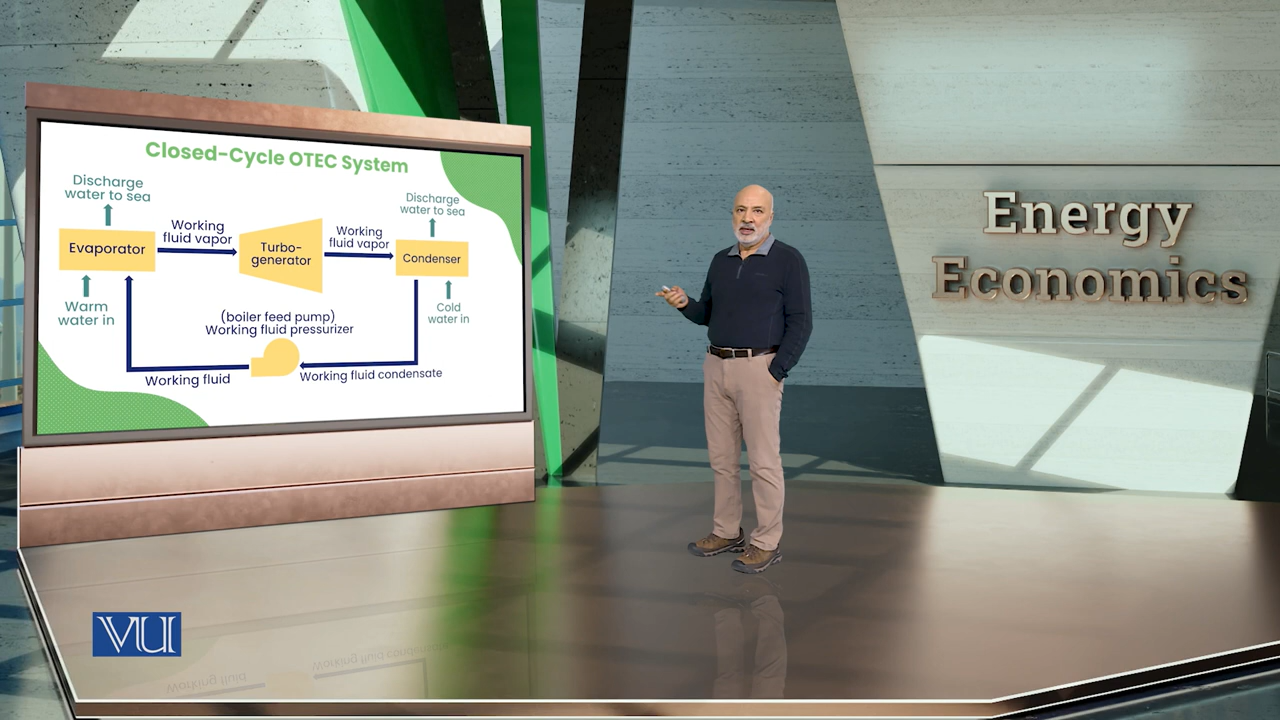 Closed-Cycle OTEC System
Discharge
water to sea
Discharge
water to sea
Working
fluid vapor
Working
fluid vapor
Evaporator
Turbo-
generator
Condenser
Warm
water in
Cold
water in
(boiler feed pump)
Working fluid pressurizer
Working fluid
Working fluid condensate
Energy
Economics
VU